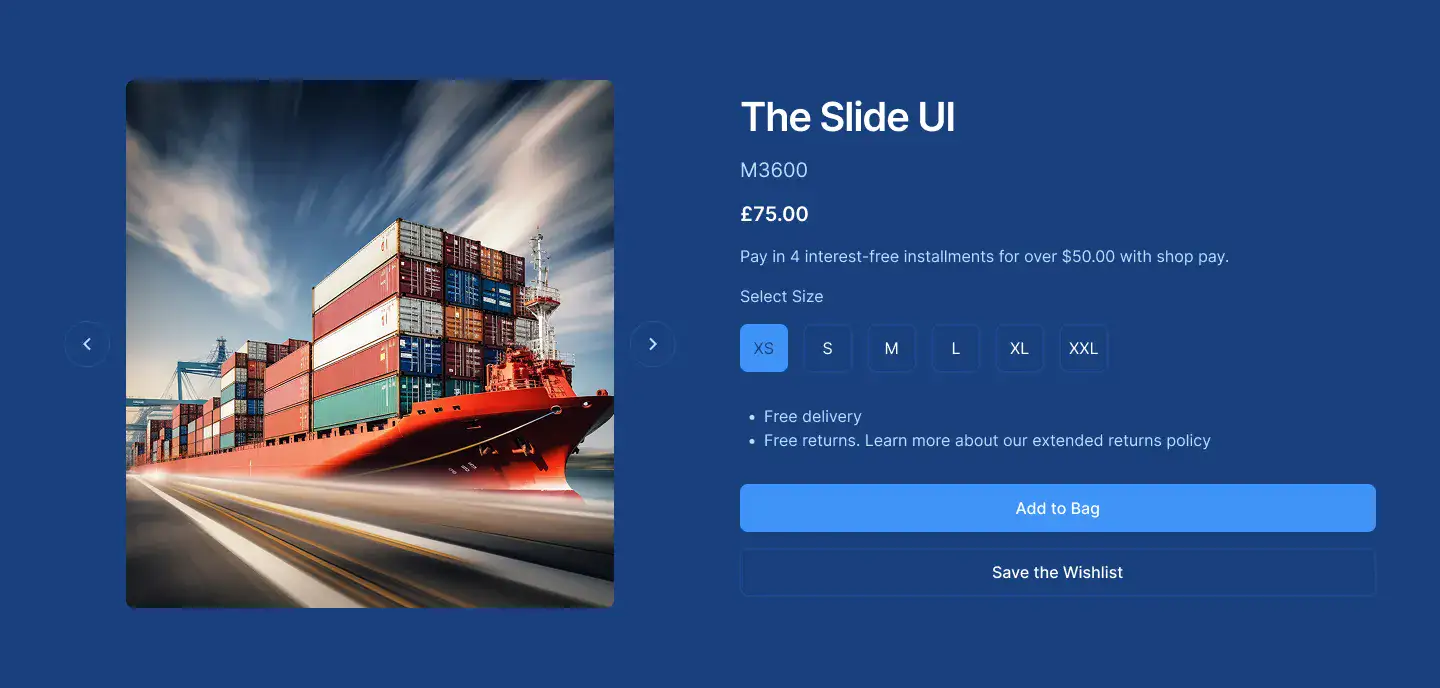 The Slide UI
M3600
£75.00
Pay in 4 interest-free installments for over $50.00 with shop pay.
Select Size
XS S M L XL XXL
• Free delivery
• Free returns. Learn more about our extended returns policy
Add to Bag
Save the Wishlist